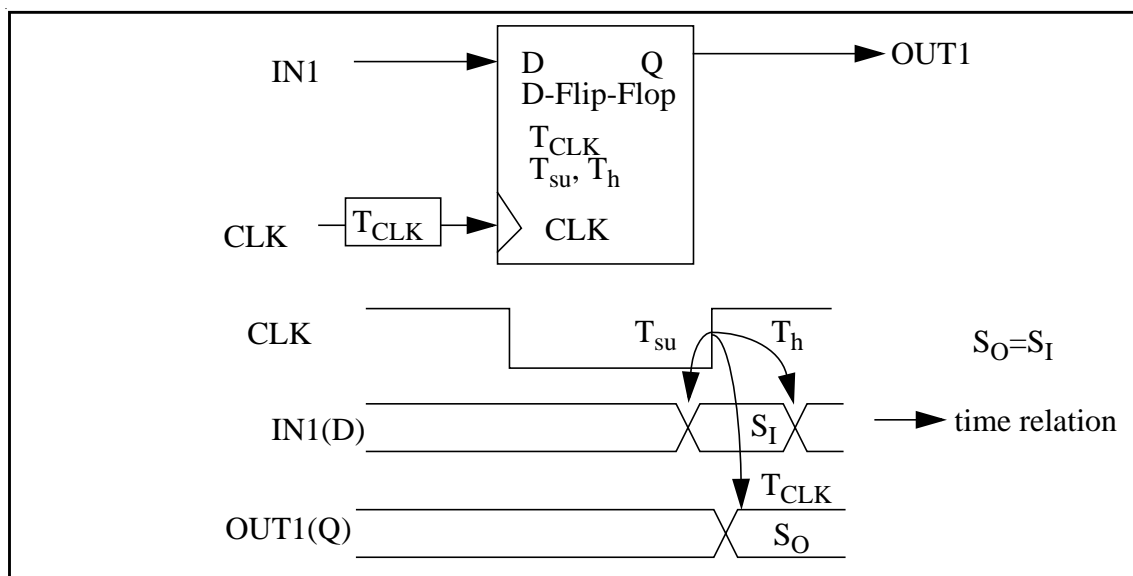 IN1
D Q
OUT1
D-Flip-Flop
T_CLK
T_su, T_h
CLK
T_CLK
CLK
CLK
T_su
T_h
S_O=S_I
IN1(D)
S_I
time relation
T_CLK
OUT1(Q)
S_O